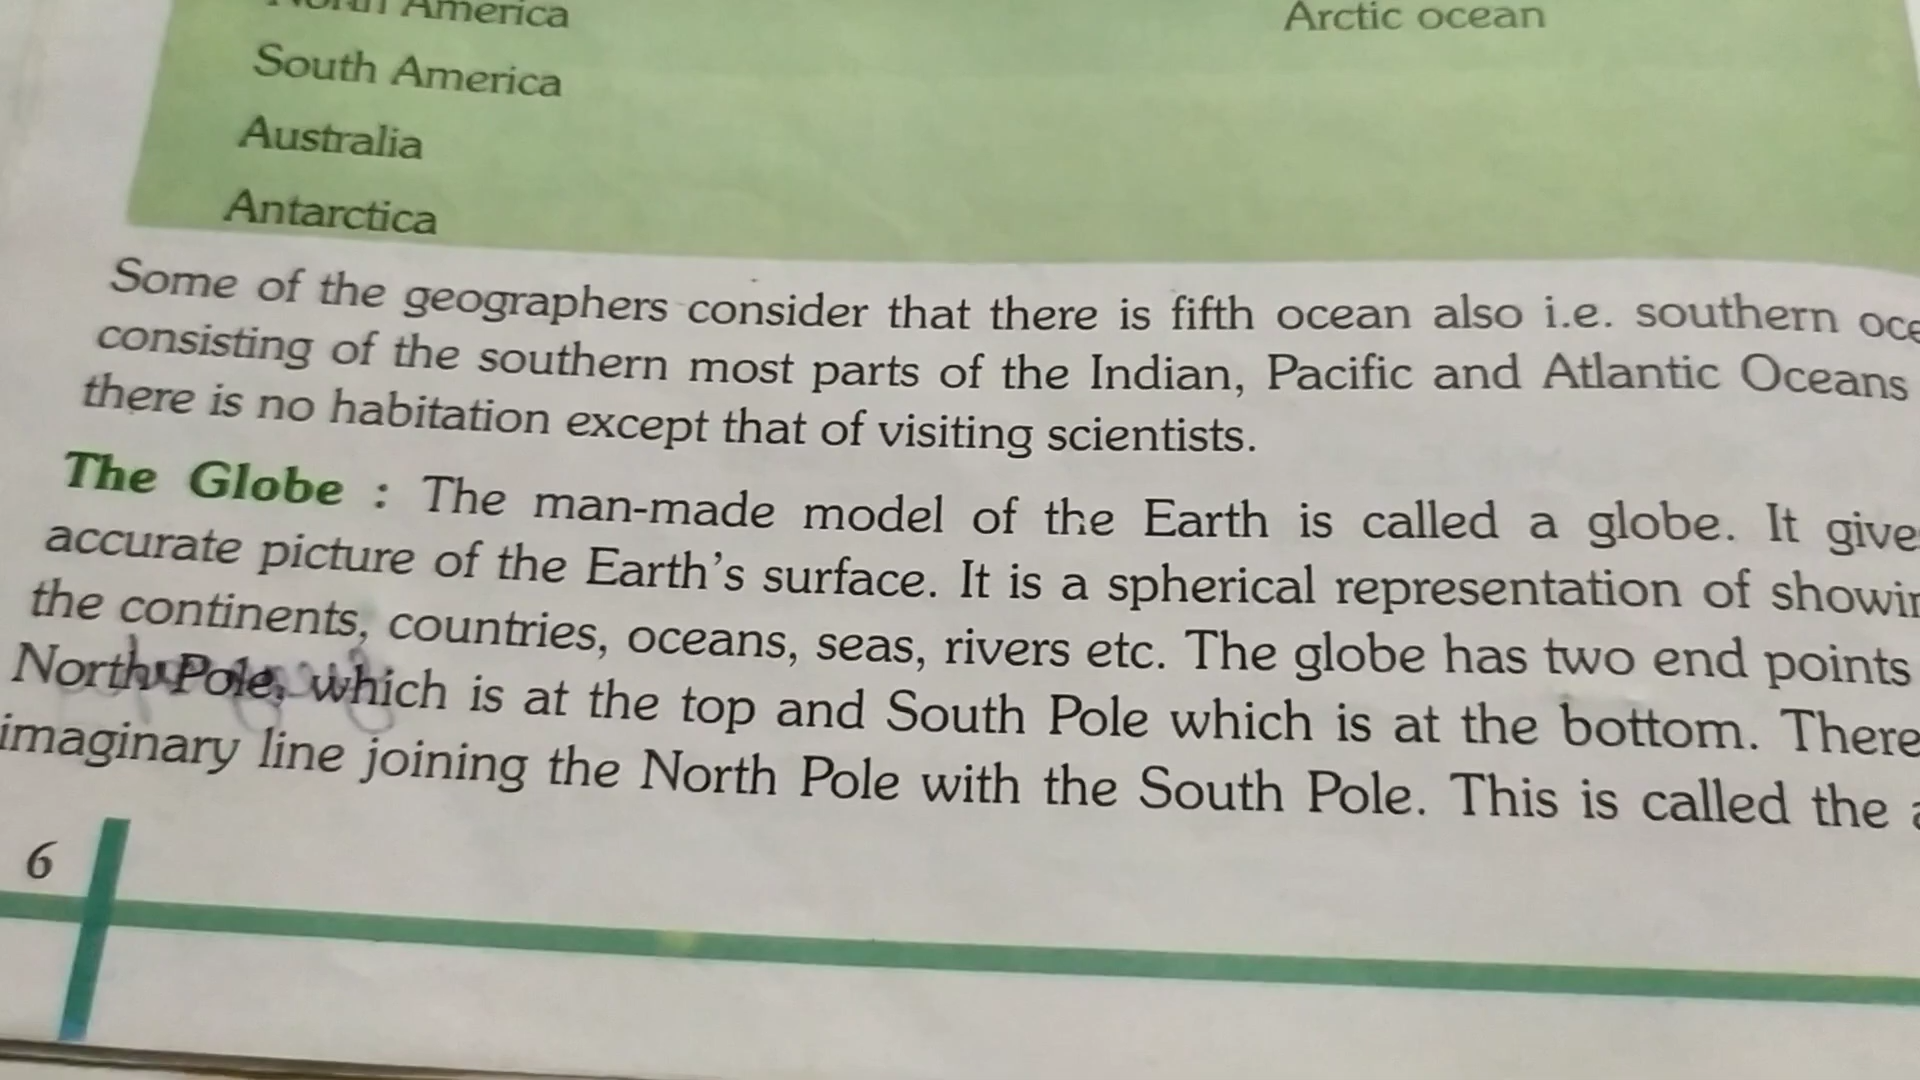 America
Arctic ocean
South America
Australia
Antarctica
Some of the geographers consider that there is fifth ocean also i.e. southern oce
consisting of the southern most parts of the Indian, Pacific and Atlantic Oceans
there is no habitation except that of visiting scientists.
The Globe : The man-made model of the Earth is called a globe. It give
accurate picture of the Earth's surface. It is a spherical representation of showin
the continents, countries, oceans, seas, rivers etc. The globe has two end points
North Pole, which is at the top and South Pole which is at the bottom. There
imaginary line joining the North Pole with the South Pole. This is called the
6